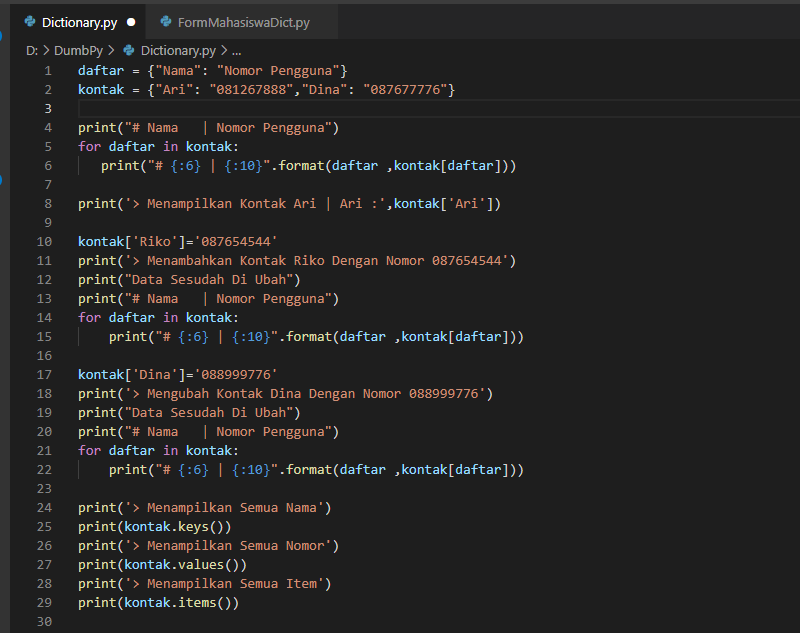 Dictionary.py ● FormMahasiswaDict.py
D: > DumbPy > Dictionary.py > ...
1 daftar = {"Nama": "Nomor Pengguna"}
2 kontak = {"Ari": "081267888","Dina": "087677776"}
3
4 print("# Nama   | Nomor Pengguna")
5 for daftar in kontak:
6    print("# {:6} | {:10}".format(daftar ,kontak[daftar]))
7
8 print('> Menampilkan Kontak Ari | Ari :',kontak['Ari'])
9
10 kontak['Riko']='087654544'
11 print('> Menambahkan Kontak Riko Dengan Nomor 087654544')
12 print("Data Sesudah Di Ubah")
13 print("# Nama   | Nomor Pengguna")
14 for daftar in kontak:
15     print("# {:6} | {:10}".format(daftar ,kontak[daftar]))
16
17 kontak['Dina']='088999776'
18 print('> Mengubah Kontak Dina Dengan Nomor 088999776')
19 print("Data Sesudah Di Ubah")
20 print("# Nama   | Nomor Pengguna")
21 for daftar in kontak:
22     print("# {:6} | {:10}".format(daftar ,kontak[daftar]))
23
24 print('> Menampilkan Semua Nama')
25 print(kontak.keys())
26 print('> Menampilkan Semua Nomor')
27 print(kontak.values())
28 print('> Menampilkan Semua Item')
29 print(kontak.items())
30